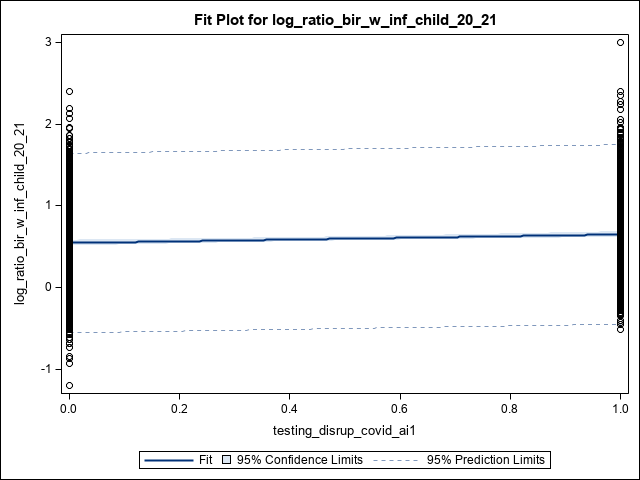 Fit Plot for log_ratio_bir_w_inf_child_20_21
3
2
1
0
-1
log_ratio_bir_w_inf_child_20_21
0.0 0.2 0.4 0.6 0.8 1.0
testing_disrup_covid_ai1
Fit 95% Confidence Limits 95% Prediction Limits